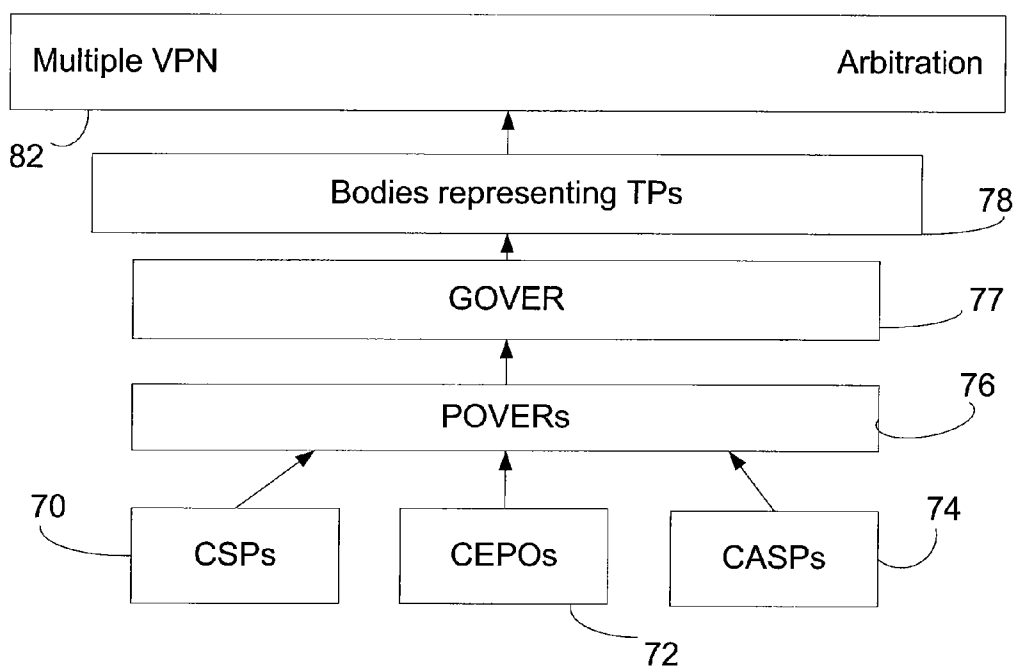 Multiple VPN Arbitration
82
Bodies representing TPs
78
GOVER
77
POVERs
76
70
CSPs
CEPOs
CASPs
74
72